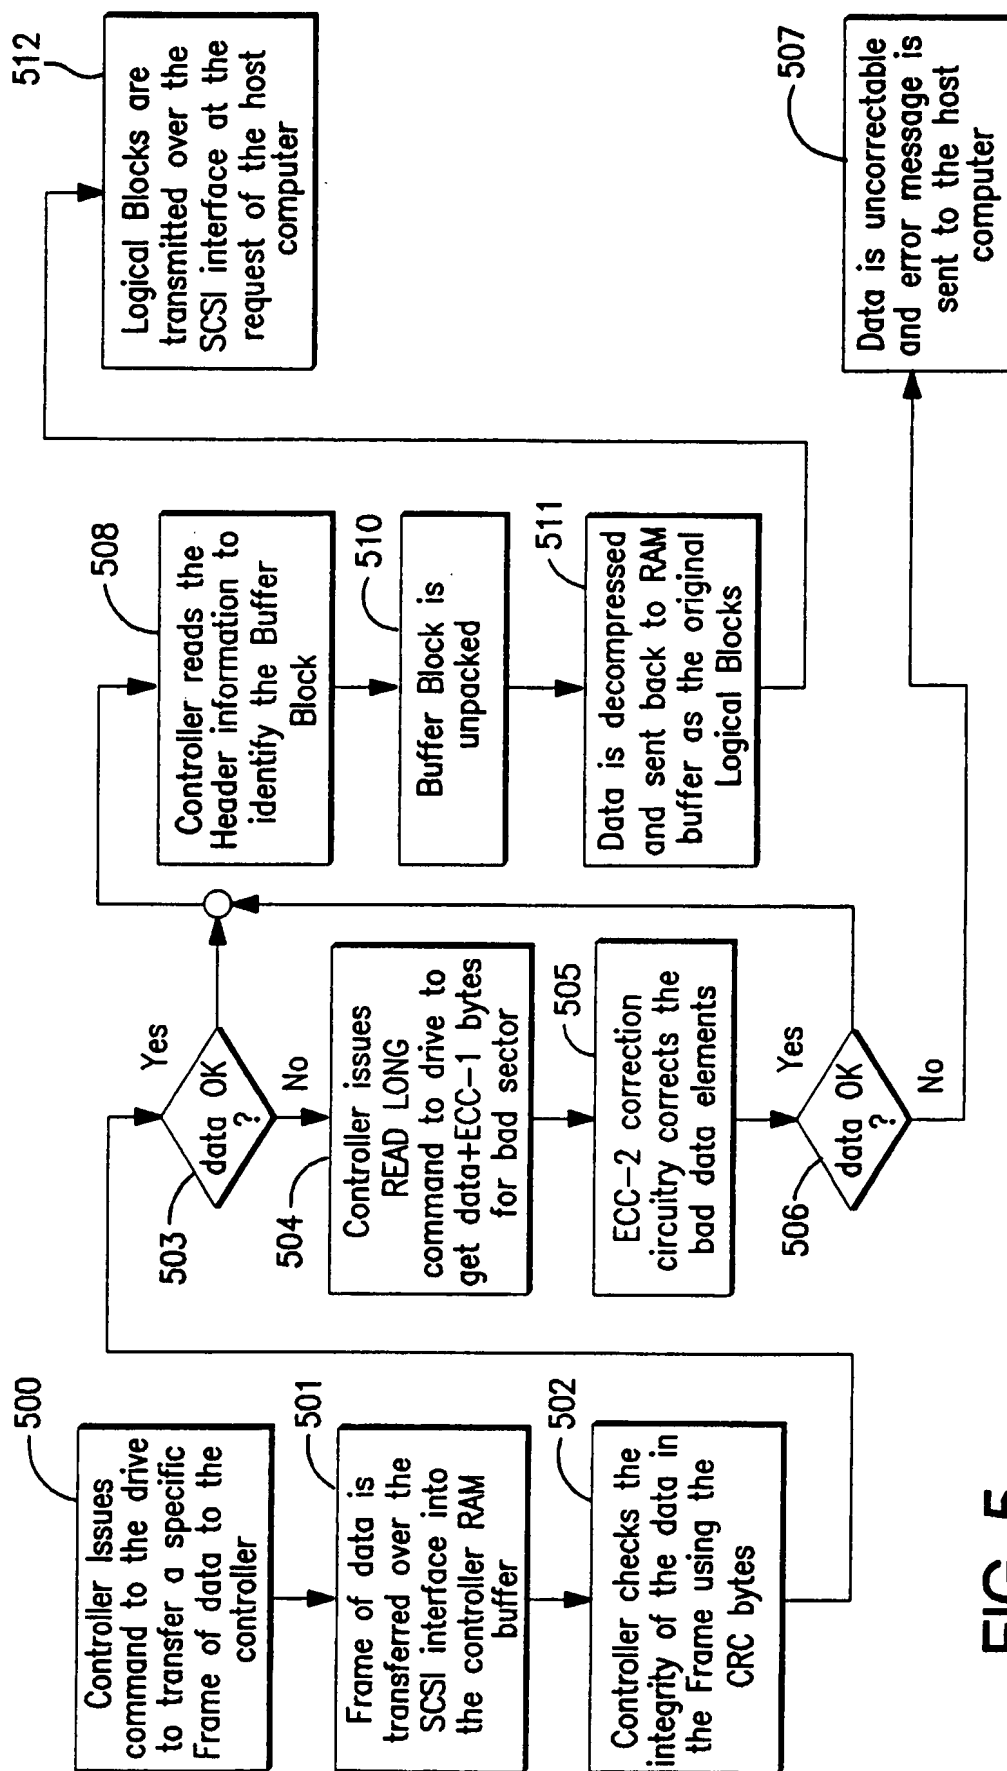 500
Controller Issues
command to the drive
to transfer a specific
Frame of data to the
controller
501
Frame of data is
transferred over the
SCSI interface into
the controller RAM
buffer
502
Controller checks the
integrity of the data in
the Frame using the
CRC bytes
503
data OK
?
Yes
No
504
Controller issues
READ LONG
command to drive to
get data+ECC-1 bytes
for bad sector
505
ECC-2 correction
circuitry corrects the
bad data elements
506
data OK
?
Yes
No
508
Controller reads the
Header information to
identify the Buffer
Block
510
Buffer Block is
unpacked
511
Data is decompressed
and sent back to RAM
buffer as the original
Logical Blocks
512
Logical Blocks are
transmitted over the
SCSI interface at the
request of the host
computer
507
Data is uncorrectable
and error message is
sent to the host
computer
FIG. 5